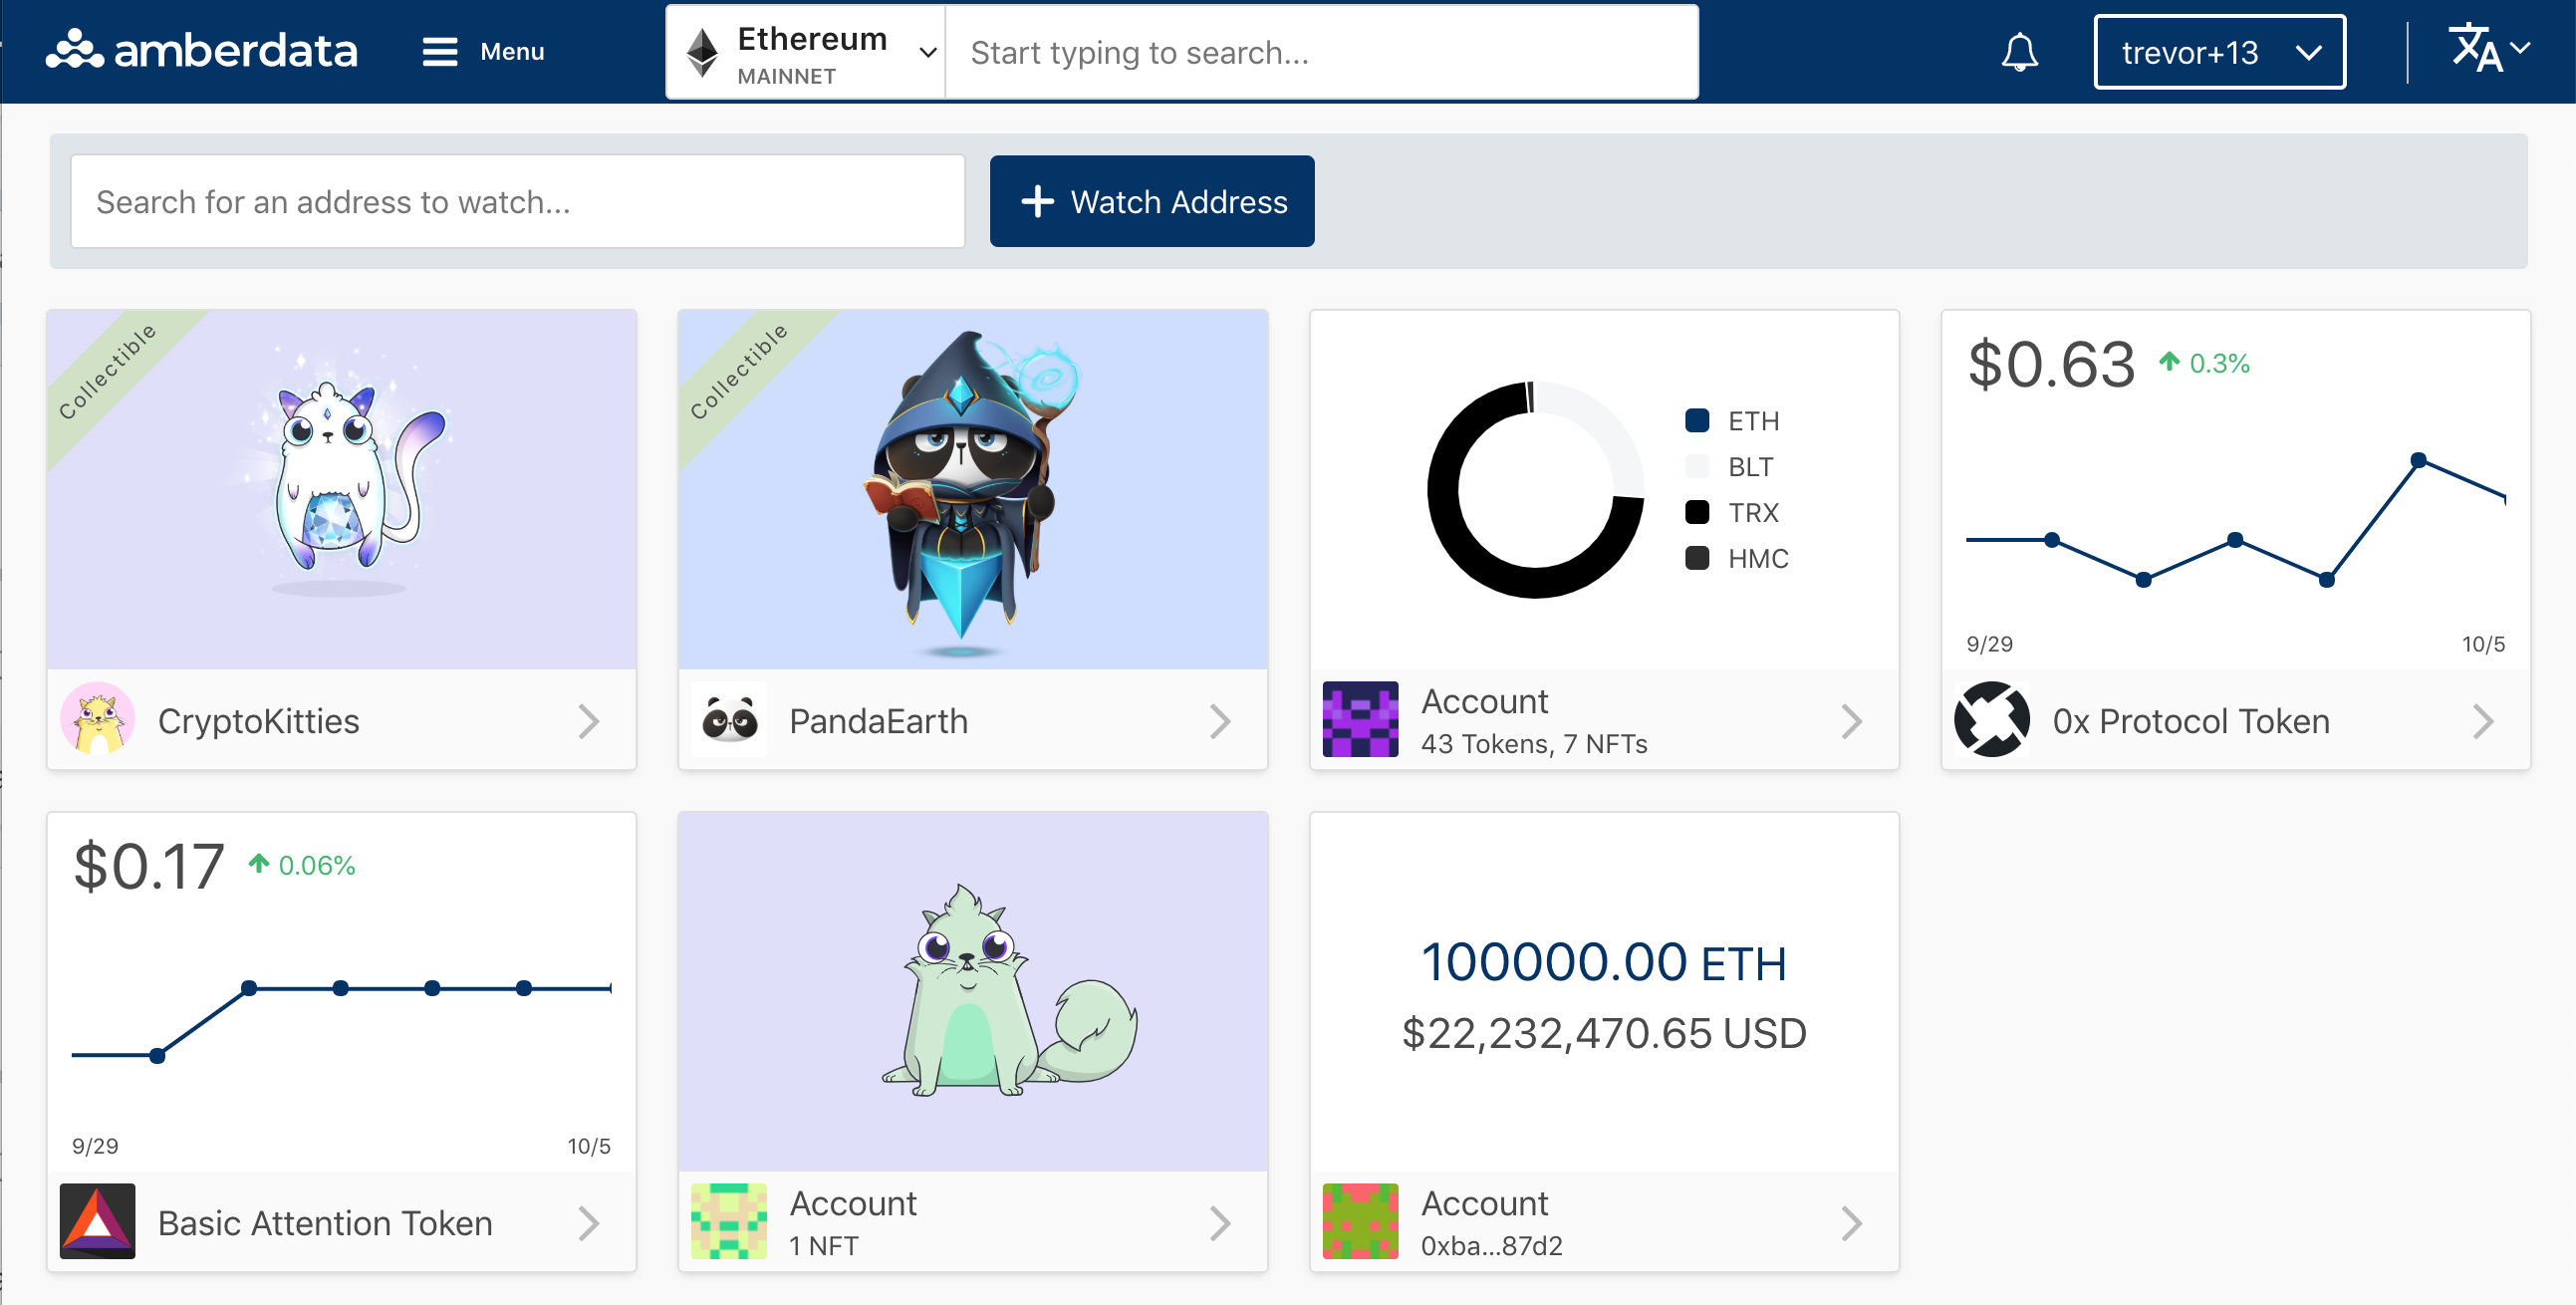 amberdata
Menu
Ethereum
MAINNET
Start typing to search...
trevor+13
Search for an address to watch...
Watch Address
Collectible
CryptoKitties
Collectible
PandaEarth
ETH
BLT
TRX
HMC
Account
43 Tokens, 7 NFTs
$0.63 0.3%
9/29 10/5
0x Protocol Token
$0.17 0.06%
9/29 10/5
Basic Attention Token
Account
1 NFT
100000.00 ETH
$22,232,470.65 USD
Account
0xba...87d2